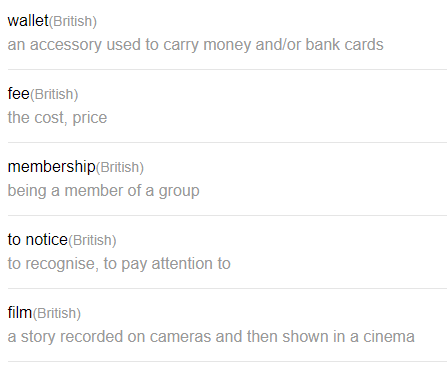 wallet(British)
an accessory used to carry money and/or bank cards
fee(British)
the cost, price
membership(British)
being a member of a group
to notice(British)
to recognise, to pay attention to
film(British)
a story recorded on cameras and then shown in a cinema